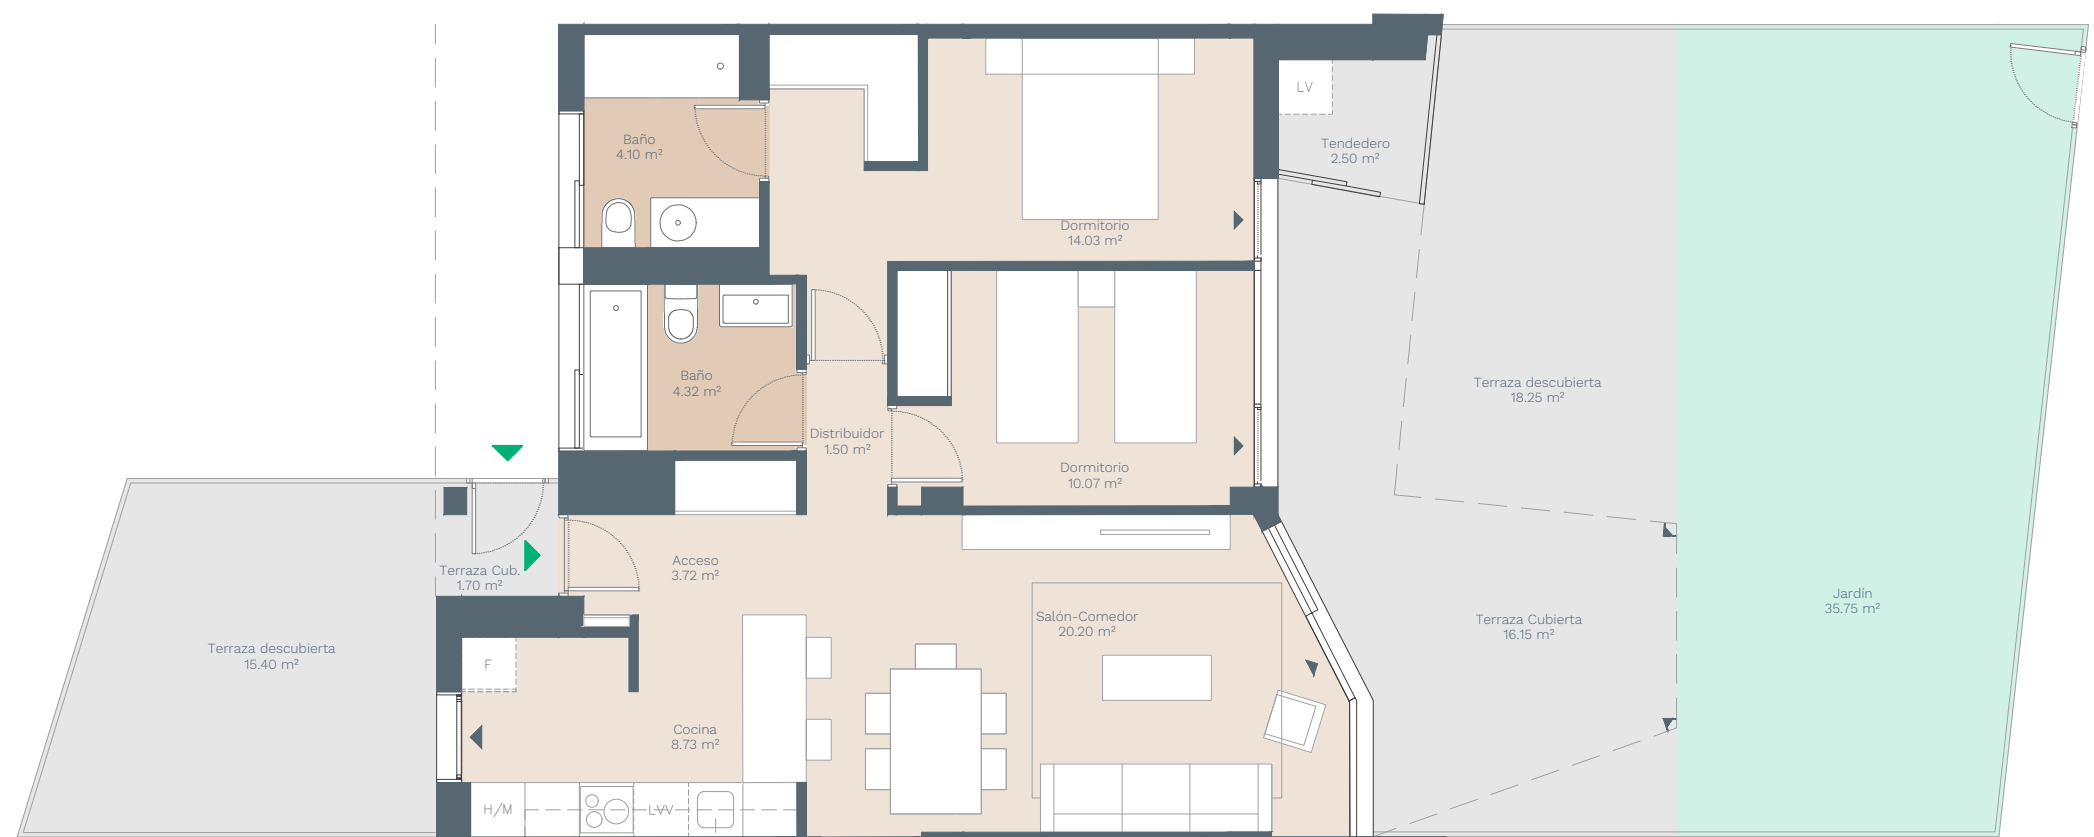 Baño
4.10 m²
LV
Tendedero
2.50 m²
Dormitorio
14.03 m²
Baño
4.32 m²
Terraza descubierta
18.25 m²
Distribuidor
1.50 m²
Dormitorio
10.07 m²
Acceso
3.72 m²
Terraza Cub.
1.70 m²
Jardín
35.75 m²
Salón-Comedor
20.20 m²
Terraza Cubierta
16.15 m²
Terraza descubierta
15.40 m²
F
Cocina
8.73 m²
H/M
LVV